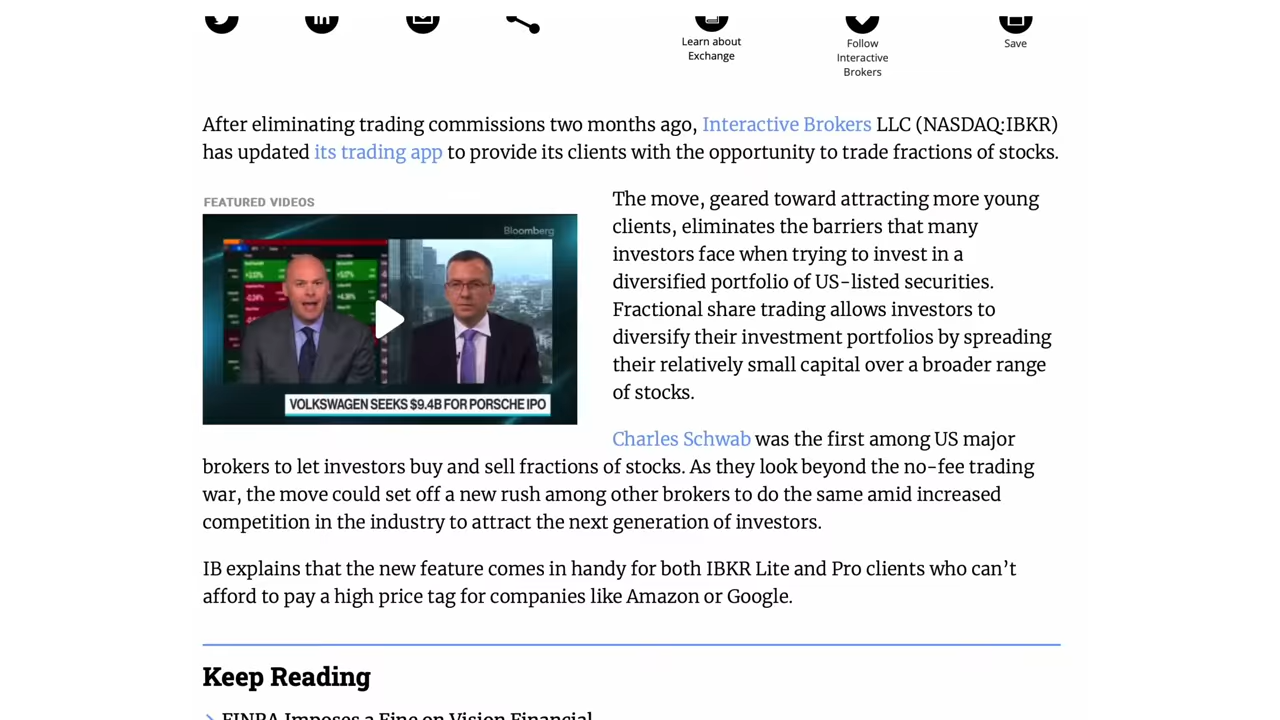 Learn about
Exchange
Follow
Interactive
Brokers
Save
After eliminating trading commissions two months ago, Interactive Brokers LLC (NASDAQ:IBKR)
has updated its trading app to provide its clients with the opportunity to trade fractions of stocks.
FEATURED VIDEOS
Bloomberg
VOLKSWAGEN SEEKS $9.4B FOR PORSCHE IPO
The move, geared toward attracting more young
clients, eliminates the barriers that many
investors face when trying to invest in a
diversified portfolio of US-listed securities.
Fractional share trading allows investors to
diversify their investment portfolios by spreading
their relatively small capital over a broader range
of stocks.
Charles Schwab was the first among US major
brokers to let investors buy and sell fractions of stocks. As they look beyond the no-fee trading
war, the move could set off a new rush among other brokers to do the same amid increased
competition in the industry to attract the next generation of investors.
IB explains that the new feature comes in handy for both IBKR Lite and Pro clients who can’t
afford to pay a high price tag for companies like Amazon or Google.
Keep Reading
FINRA Imposes a Fine on Vision Financial